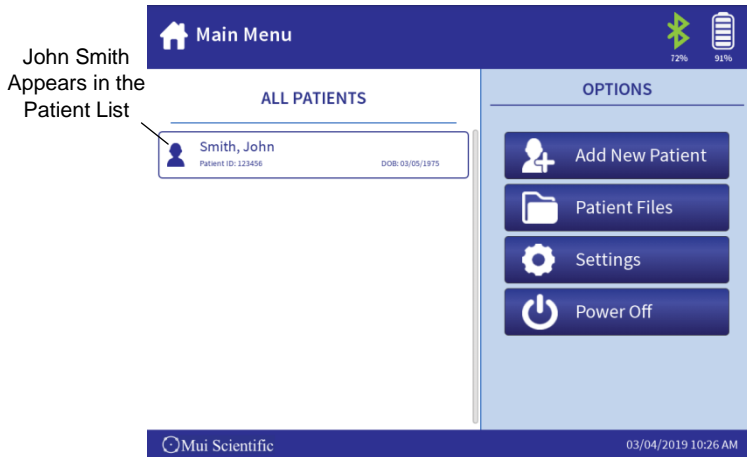 John Smith
Appears in the
Patient List
Main Menu
72%
91%
ALL PATIENTS
Smith, John
Patient ID: 123456
DOB: 03/05/1975
OPTIONS
Add New Patient
Patient Files
Settings
Power Off
Mui Scientific
03/04/2019 10:26 AM